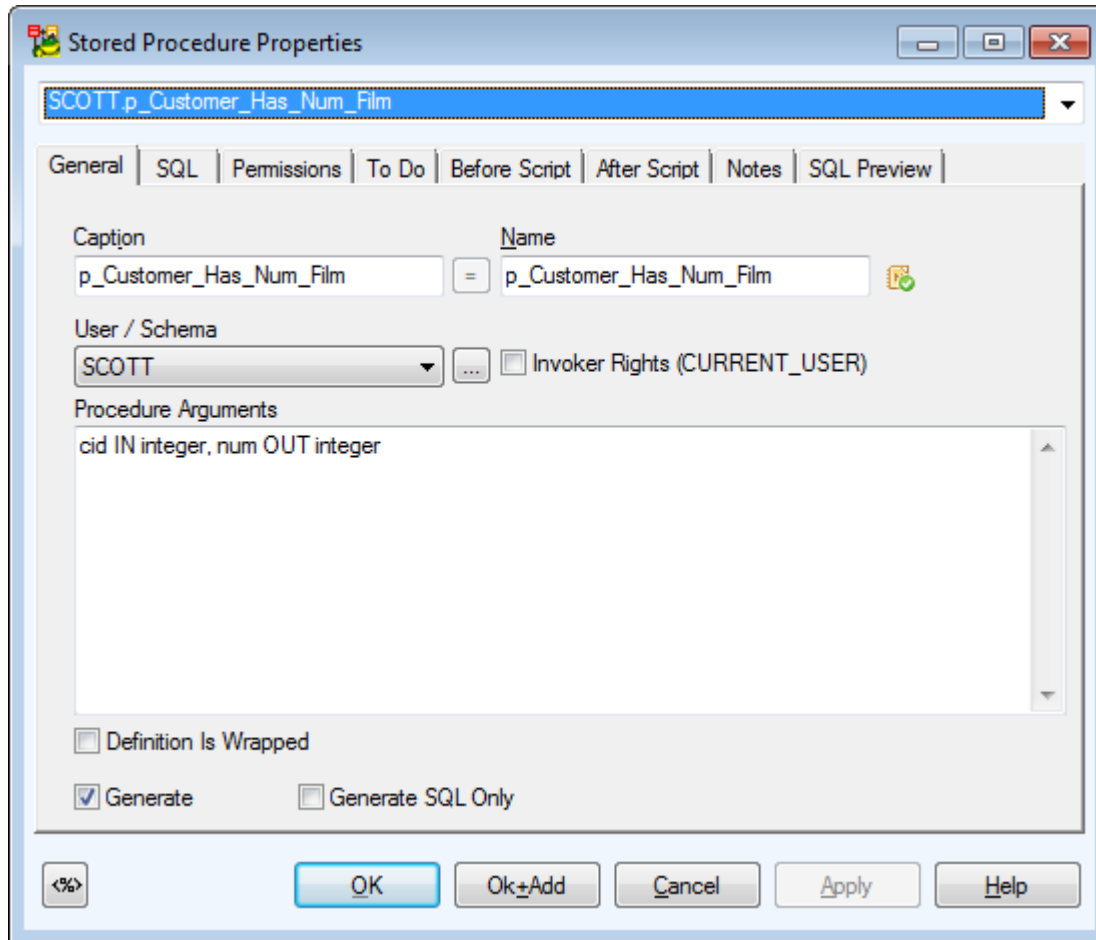 Stored Procedure Properties
SCOTT.p_Customer_Has_Num_Film
General SQL Permissions To Do Before Script After Script Notes SQL Preview
Caption Name
p_Customer_Has_Num_Film = p_Customer_Has_Num_Film
User / Schema
SCOTT ... Invoker Rights (CURRENT_USER)
Procedure Arguments
cid IN integer, num OUT integer
Definition Is Wrapped
Generate Generate SQL Only
<%> OK Ok+Add Cancel Apply Help